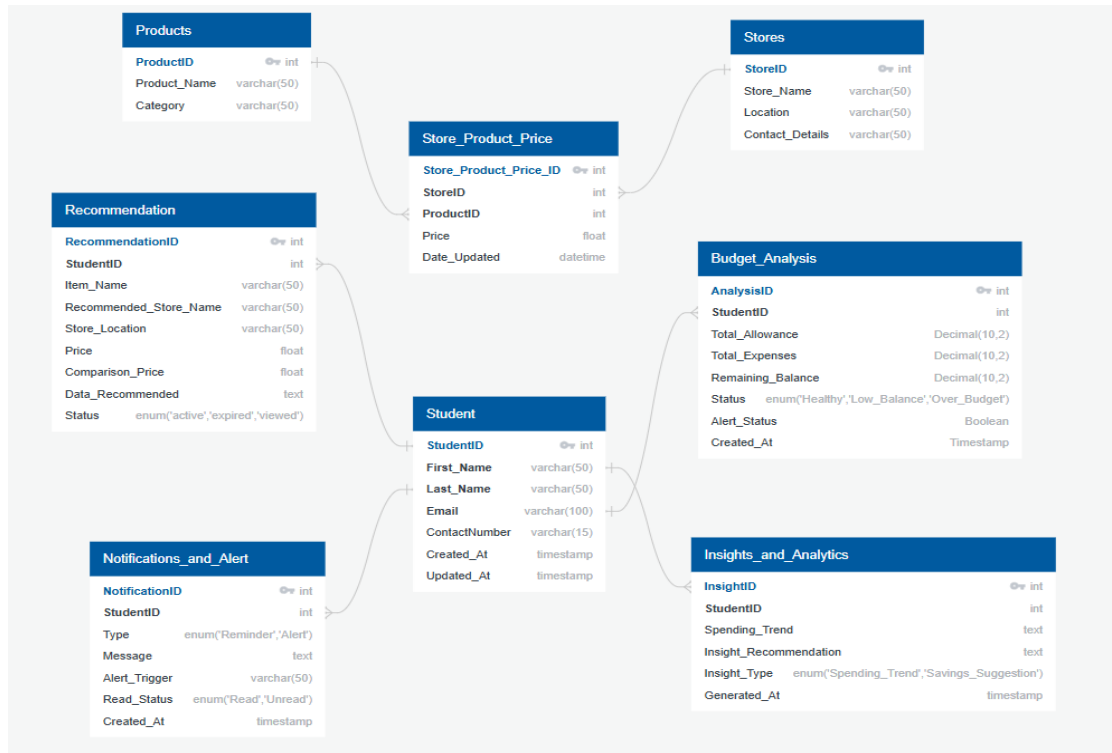 Products
ProductID int
Product_Name varchar(50)
Category varchar(50)
Stores
StoreID int
Store_Name varchar(50)
Location varchar(50)
Contact_Details varchar(50)
Store_Product_Price
Store_Product_Price_ID int
StoreID int
ProductID int
Price float
Date_Updated datetime
Recommendation
RecommendationID int
StudentID int
Item_Name varchar(50)
Recommended_Store_Name varchar(50)
Store_Location varchar(50)
Price float
Comparison_Price float
Data_Recommended text
Status enum('active','expired','viewed')
Budget_Analysis
AnalysisID int
StudentID int
Total_Allowance Decimal(10,2)
Total_Expenses Decimal(10,2)
Remaining_Balance Decimal(10,2)
Status enum('Healthy','Low_Balance','Over_Budget')
Alert_Status Boolean
Created_At Timestamp
Student
StudentID int
First_Name varchar(50)
Last_Name varchar(50)
Email varchar(100)
ContactNumber varchar(15)
Created_At timestamp
Updated_At timestamp
Notifications_and_Alert
NotificationID int
StudentID int
Type enum('Reminder','Alert')
Message text
Alert_Trigger varchar(50)
Read_Status enum('Read','Unread')
Created_At timestamp
Insights_and_Analytics
InsightID int
StudentID int
Spending_Trend text
Insight_Recommendation text
Insight_Type enum('Spending_Trend','Savings_Suggestion')
Generated_At timestamp